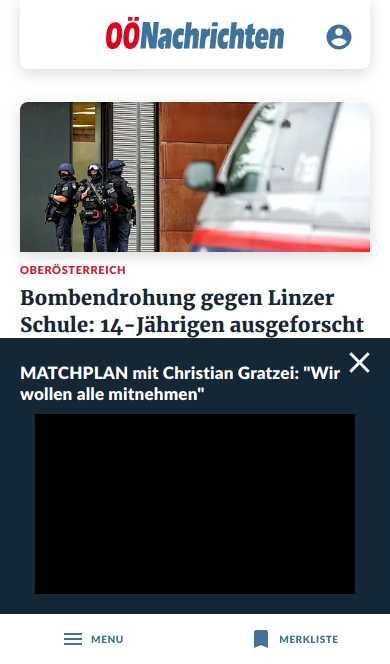 OÖNachrichten
OBERÖSTERREICH
Bombendrohung gegen Linzer
Schule: 14-Jährigen ausgeforscht
MATCHPLAN mit Christian Gratzei: "Wir
wollen alle mitnehmen"
MENU
MERKLISTE